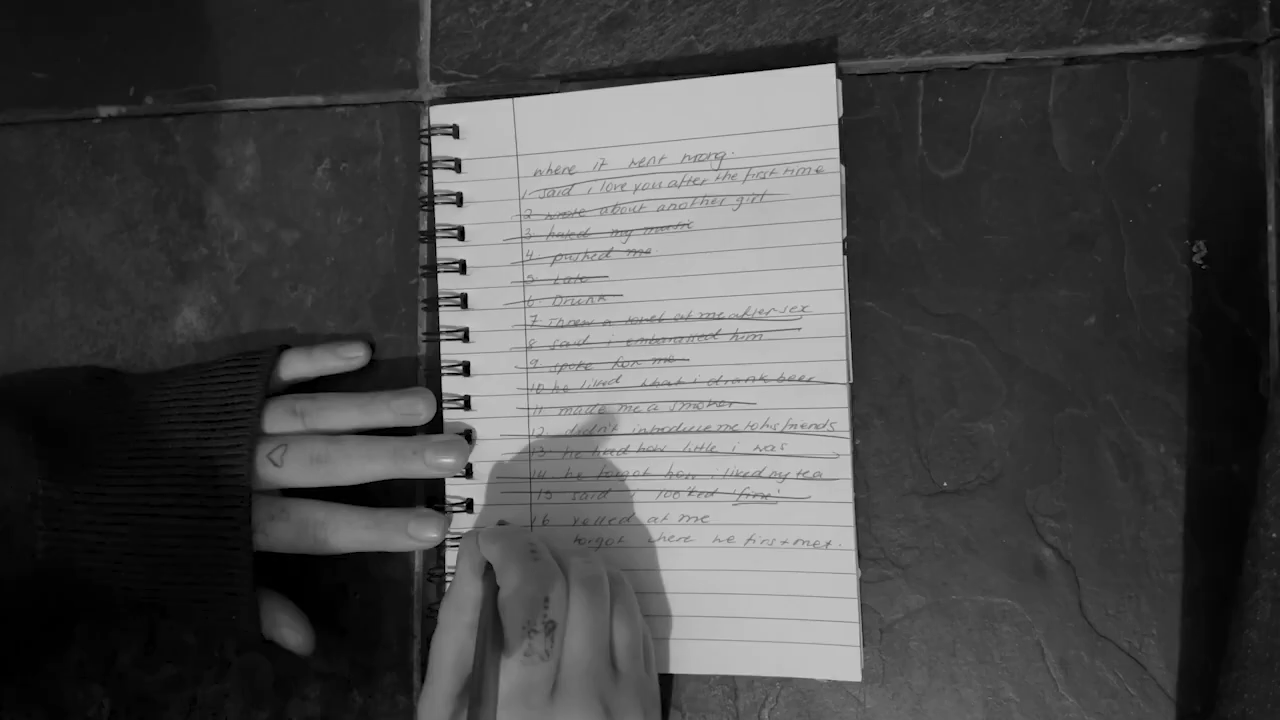 where it went wrong.
1. said i love you after the first time
2. wrote about another girl
3. hated my music
4. pushed me.
5. Late
6. Drunk
7. Threw a towel at me after sex
8. said i embarrassed him
9. spoke for me
10. he liked that i drank beer
11. made me a smoker
12. didn't introduce me to his friends
13. he how little i was
14. he forgot how i liked my tea
15. said i looked 'fine'
16. yelled at me
forgot where we first met.